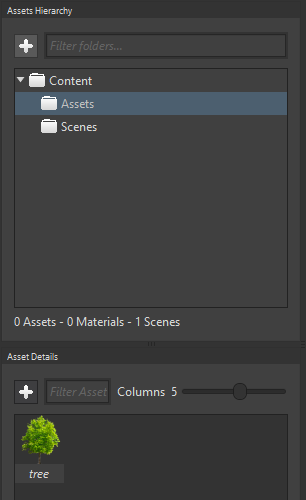 Assets Hierarchy
Filter folders...
Content
Assets
Scenes
0 Assets - 0 Materials - 1 Scenes
Asset Details
Filter Asset
Columns 5
tree